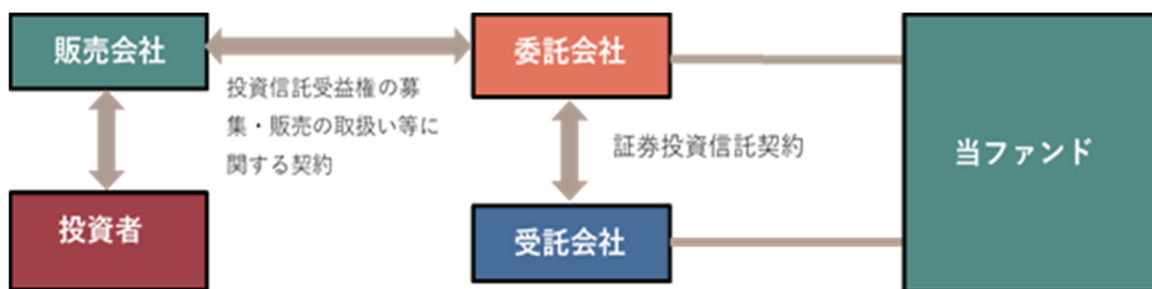 販売会社
投資信託受益権の募
集・販売の取扱い等に
関する契約
投資者
委託会社
証券投資信託契約
受託会社
当ファンド